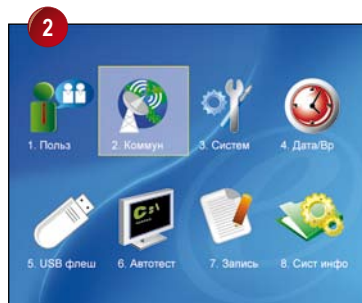 2
1. Польз
2. Коммун
3. Систем
4. Дата/Вр
5. USB флеш
6. Автотест
7. Запись
8. Сист инфо